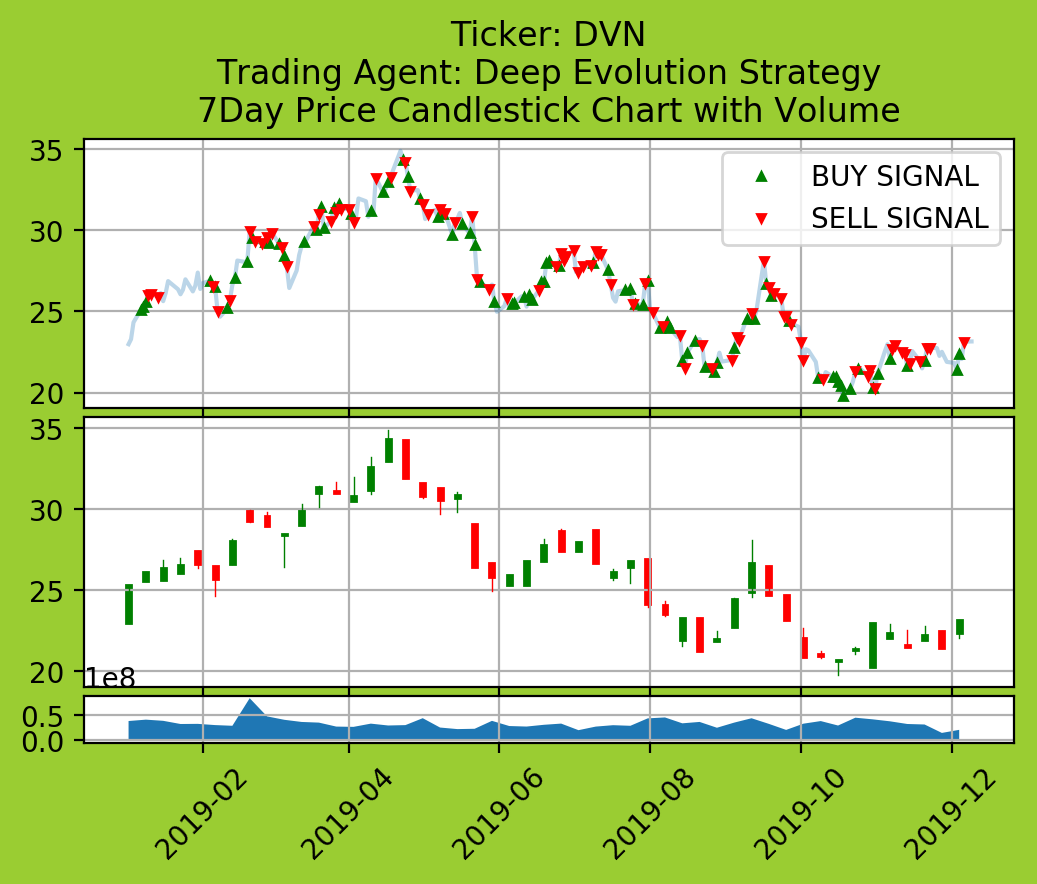 Ticker: DVN
Trading Agent: Deep Evolution Strategy
7Day Price Candlestick Chart with Volume
35
30
25
20
BUY SIGNAL
SELL SIGNAL
35
30
25
20
1e8
0.5
0.0
2019-02
2019-04
2019-06
2019-08
2019-10
2019-12